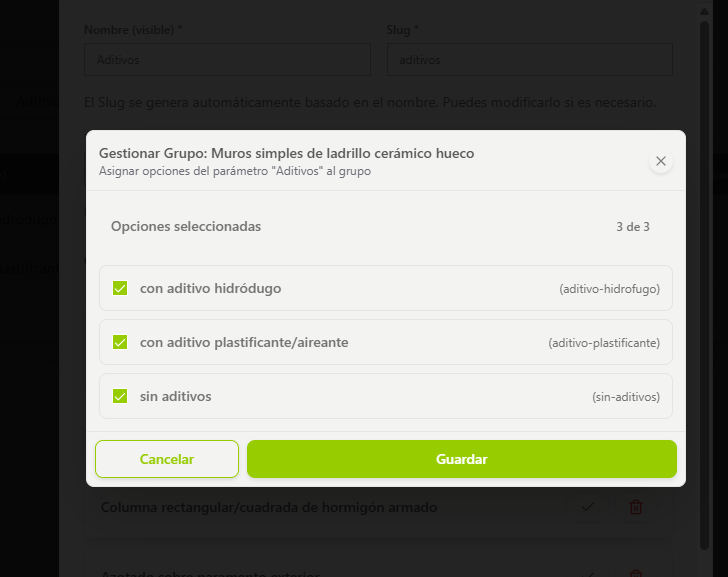 Nombre (visible) *
Slug *
Aditivos
aditivos
El Slug se genera automáticamente basado en el nombre. Puedes modificarlo si es necesario.
Gestionar Grupo: Muros simples de ladrillo cerámico hueco
Asignar opciones del parámetro "Aditivos" al grupo
Opciones seleccionadas
3 de 3
con aditivo hidródugo
(aditivo-hidrofugo)
con aditivo plastificante/aireante
(aditivo-plastificante)
sin aditivos
(sin-aditivos)
Cancelar
Guardar
Columna rectangular/cuadrada de hormigón armado